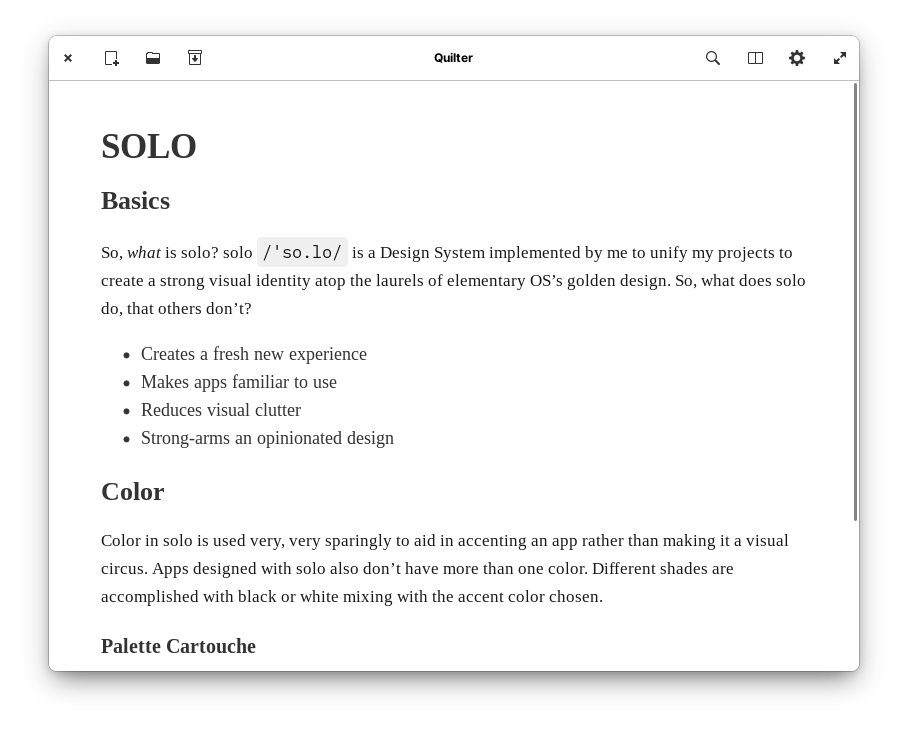 Quilter
SOLO
Basics
So, what is solo? solo /'so.lo/ is a Design System implemented by me to unify my projects to
create a strong visual identity atop the laurels of elementary OS’s golden design. So, what does solo
do, that others don’t?
• Creates a fresh new experience
• Makes apps familiar to use
• Reduces visual clutter
• Strong-arms an opinionated design
Color
Color in solo is used very, very sparingly to aid in accenting an app rather than making it a visual
circus. Apps designed with solo also don’t have more than one color. Different shades are
accomplished with black or white mixing with the accent color chosen.
Palette Cartouche